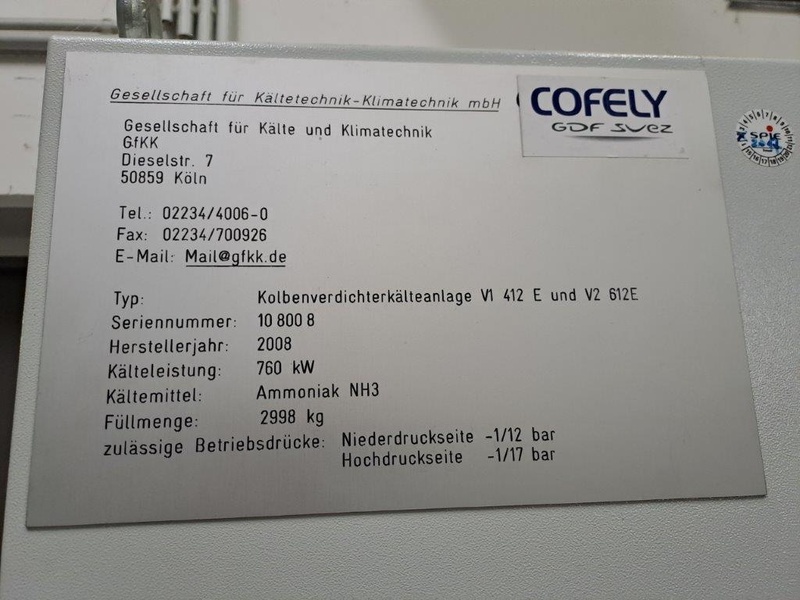 Gesellschaft für Kältetechnik-Klimatechnik mbH
COFELY
GDF SUEZ
SPIE
Gesellschaft für Kälte und Klimatechnik
GfKK
Dieselstr. 7
50859 Köln
Tel.: 02234/4006-0
Fax: 02234/700926
E-Mail: Mail@gfkk.de
Typ: Kolbenverdichterkälteanlage V1 412 E und V2 612E
Seriennummer: 10 800 8
Herstellerjahr: 2008
Kälteleistung: 760 kW
Kältemittel: Ammoniak NH3
Füllmenge: 2998 kg
zulässige Betriebsdrücke: Niederdruckseite -1/12 bar
Hochdruckseite -1/17 bar